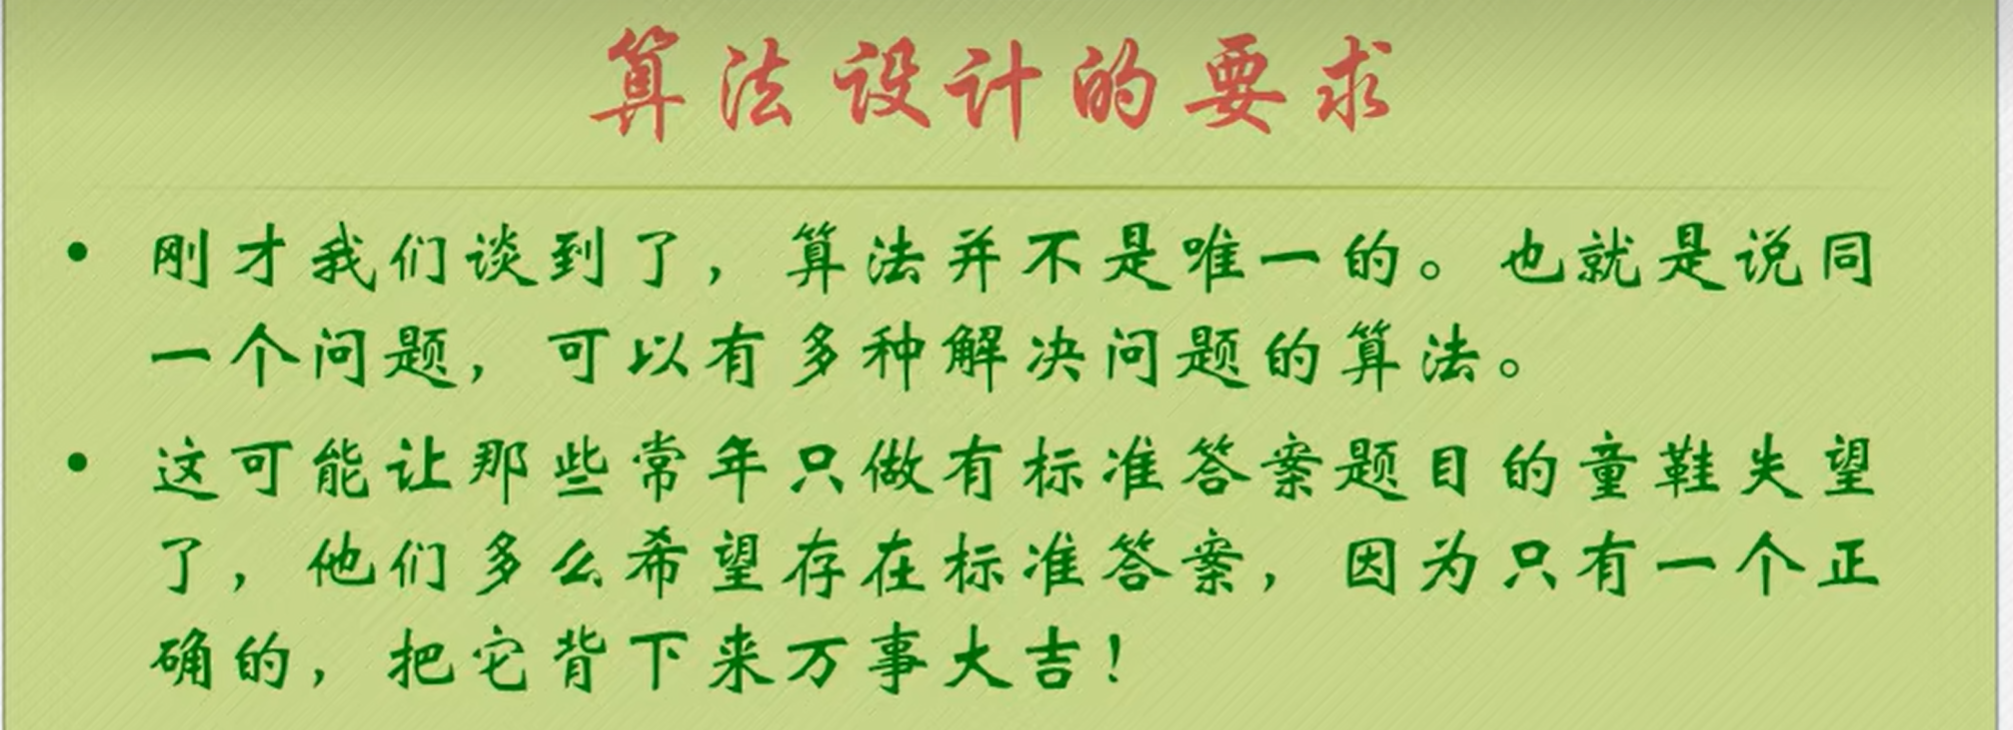 算法设计的要求
• 刚才我们谈到了，算法并不是唯一的。也就是说同
一个问题，可以有多种解决问题的算法。
• 这可能让那些常年只做有标准答案题目的童鞋失望
了，他们多么希望存在标准答案，因为只有一个正
确的，把它背下来万事大吉！